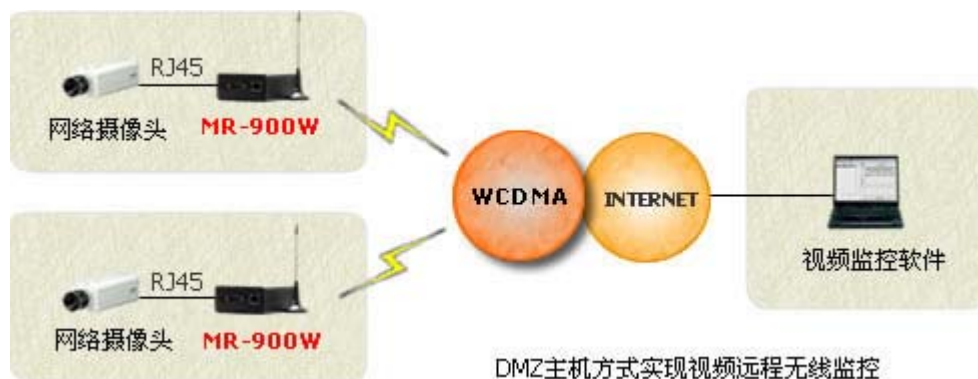 RJ45
网络摄像头 MR-900W
WCDMA
INTERNET
RJ45
网络摄像头 MR-900W
视频监控软件
DMZ主机方式实现视频远程无线监控